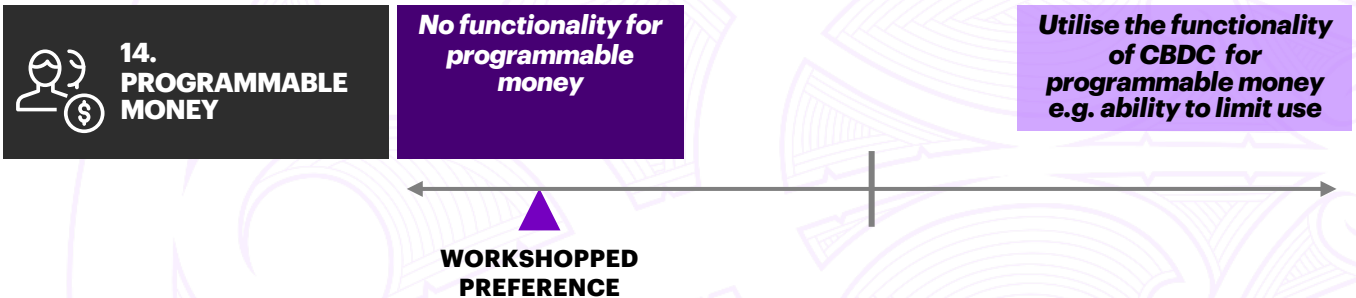 14.
PROGRAMMABLE
MONEY
$
No functionality for
programmable
money
Utilise the functionality
of CBDC for
programmable money
e.g. ability to limit use
WORKSHOPPED
PREFERENCE